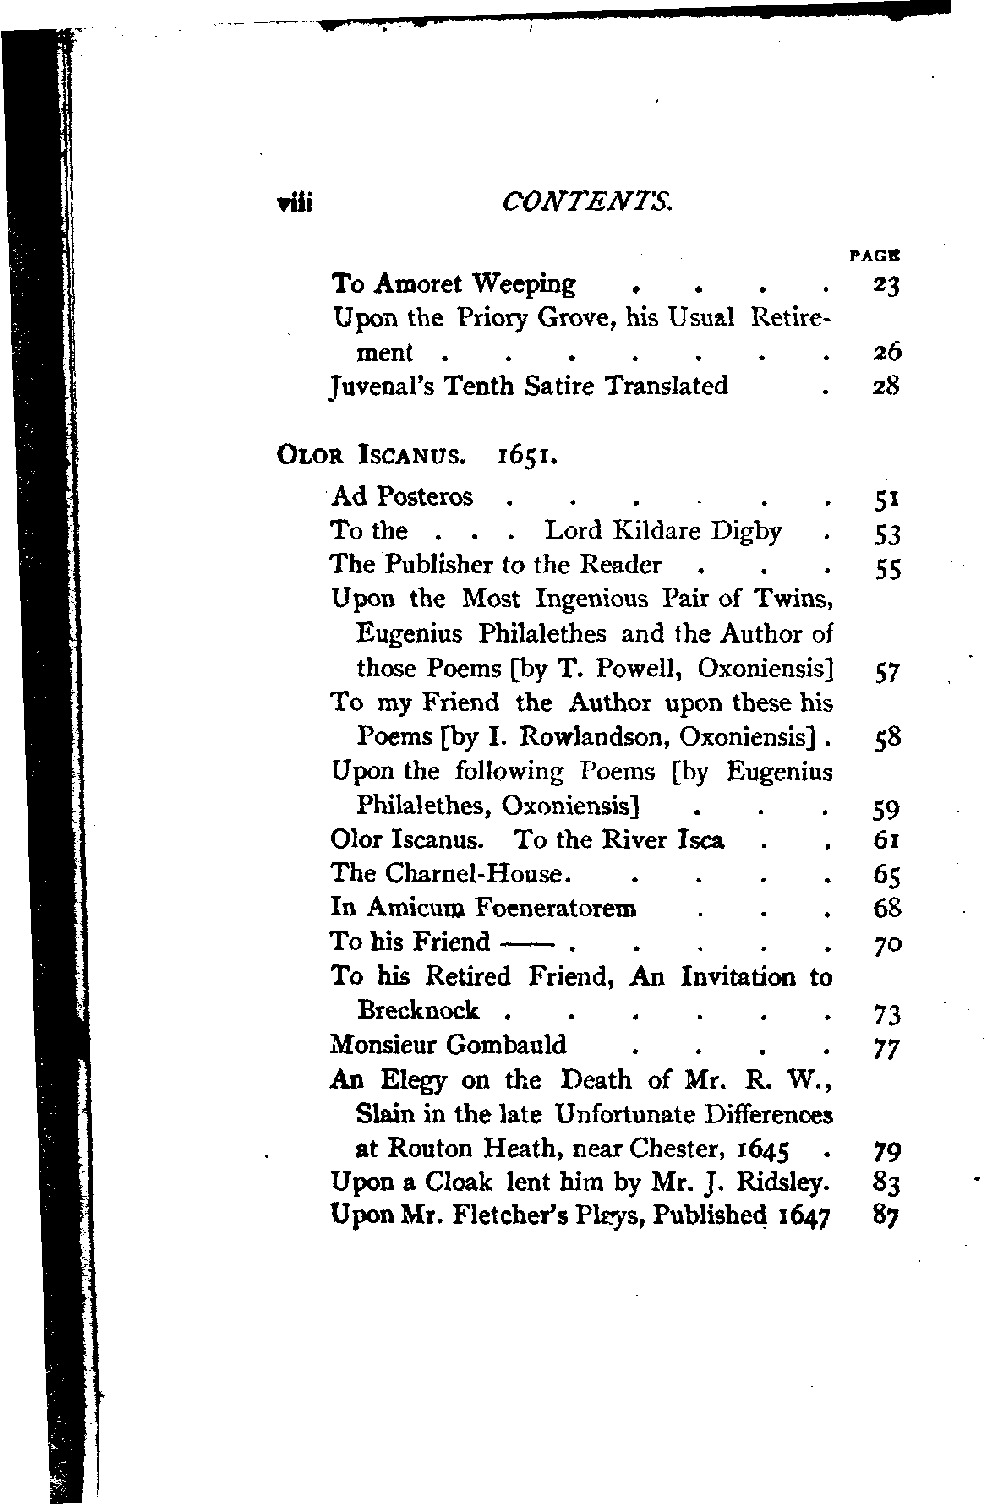 viii CONTENTS.
PAGE
To Amoret Weeping . . . . 23
Upon the Priory Grove, his Usual Retire-
ment . . . . . . . 26
Juvenal's Tenth Satire Translated . 28
OLOR ISCANUS. 1651.
Ad Posteros . . . . . . 51
To the . . . Lord Kildare Digby . 53
The Publisher to the Reader . . . 55
Upon the Most Ingenious Pair of Twins,
Eugenius Philalethes and the Author of
those Poems [by T. Powell, Oxoniensis] 57
To my Friend the Author upon these his
Poems [by I. Rowlandson, Oxoniensis] . 58
Upon the following Poems [by Eugenius
Philalethes, Oxoniensis] . . . 59
Olor Iscanus. To the River Isca . . 61
The Charnel-House. . . . . 65
In Amicum Foeneratorem . . . 68
To his Friend —— . . . . . 70
To his Retired Friend, An Invitation to
Brecknock . . . . . . 73
Monsieur Gombauld . . . . 77
An Elegy on the Death of Mr. R. W.,
Slain in the late Unfortunate Differences
at Routon Heath, near Chester, 1645 . 79
Upon a Cloak lent him by Mr. J. Ridsley. 83
Upon Mr. Fletcher's Plays, Published 1647 87